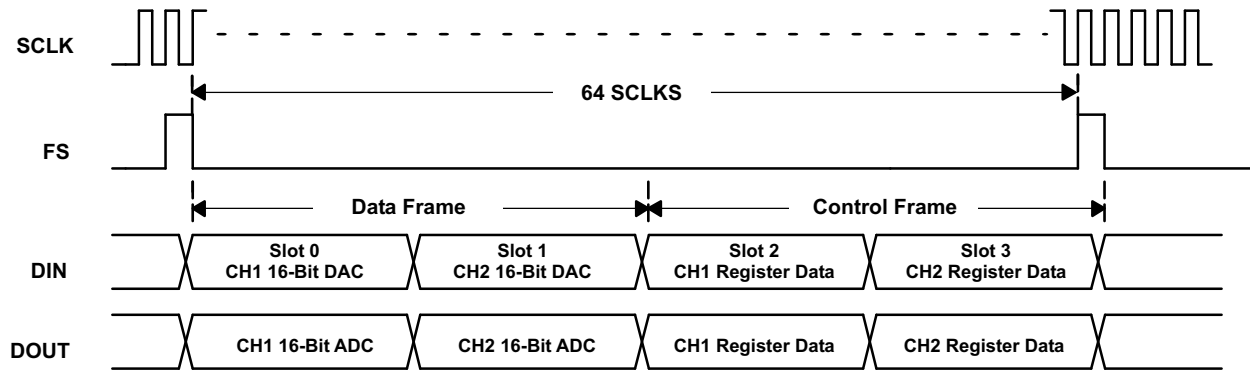 SCLK
64 SCLKS
FS
Data Frame
Control Frame
DIN
Slot 0
CH1 16-Bit DAC
Slot 1
CH2 16-Bit DAC
Slot 2
CH1 Register Data
Slot 3
CH2 Register Data
DOUT
CH1 16-Bit ADC
CH2 16-Bit ADC
CH1 Register Data
CH2 Register Data